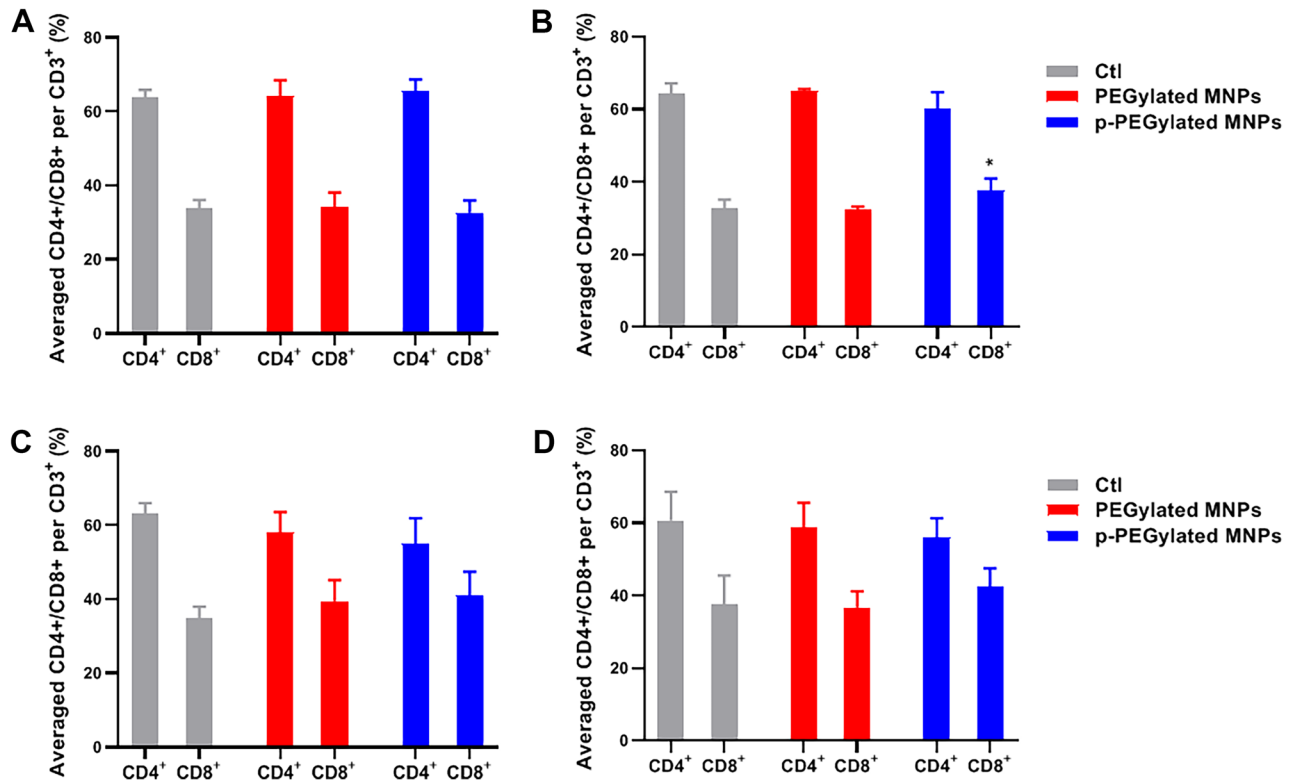 A
Averaged CD4+/CD8+ per CD3⁺ (%)
80
60
40
20
0
CD4⁺ CD8⁺ CD4⁺ CD8⁺ CD4⁺ CD8⁺
B
Averaged CD4+/CD8+ per CD3⁺ (%)
80
60
40
20
0
*
CD4⁺ CD8⁺ CD4⁺ CD8⁺ CD4⁺ CD8⁺
Ctl
PEGylated MNPs
p-PEGylated MNPs
C
Averaged CD4+/CD8+ per CD3⁺ (%)
80
60
40
20
0
CD4⁺ CD8⁺ CD4⁺ CD8⁺ CD4⁺ CD8⁺
D
Averaged CD4+/CD8+ per CD3⁺ (%)
80
60
40
20
0
CD4⁺ CD8⁺ CD4⁺ CD8⁺ CD4⁺ CD8⁺
Ctl
PEGylated MNPs
p-PEGylated MNPs